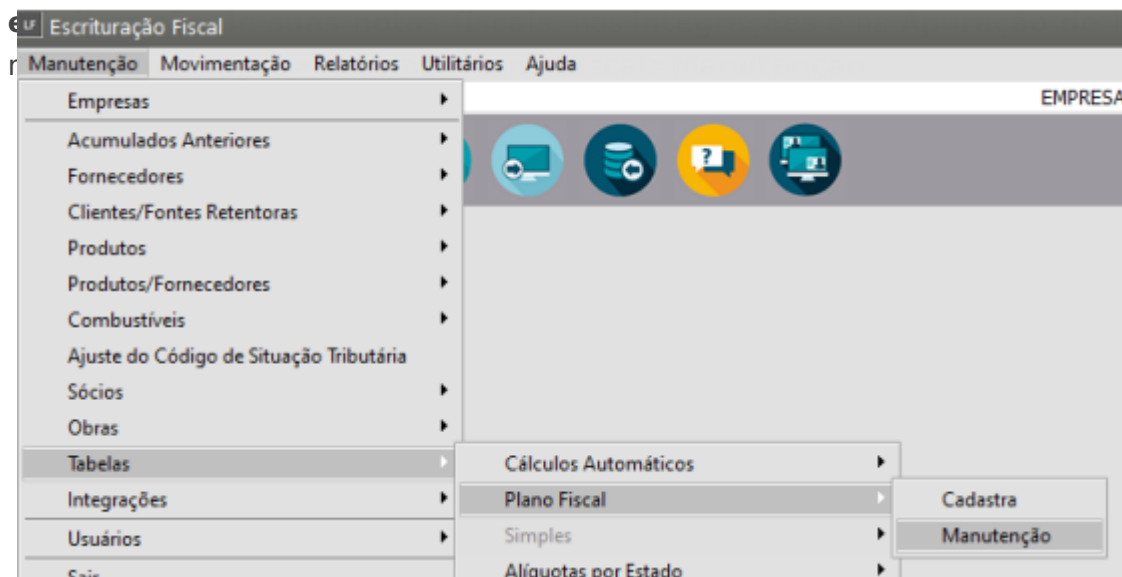 LF Escrituração Fiscal
Manutenção Movimentação Relatórios Utilitários Ajuda
Empresas
EMPRESA
Acumulados Anteriores
Fornecedores
Clientes/Fontes Retentoras
Produtos
Produtos/Fornecedores
Combustíveis
Ajuste do Código de Situação Tributária
Sócios
Obras
Tabelas
Integrações
Usuários
Sair
Cálculos Automáticos
Plano Fiscal
Simples
Alíquotas por Estado
Cadastra
Manutenção